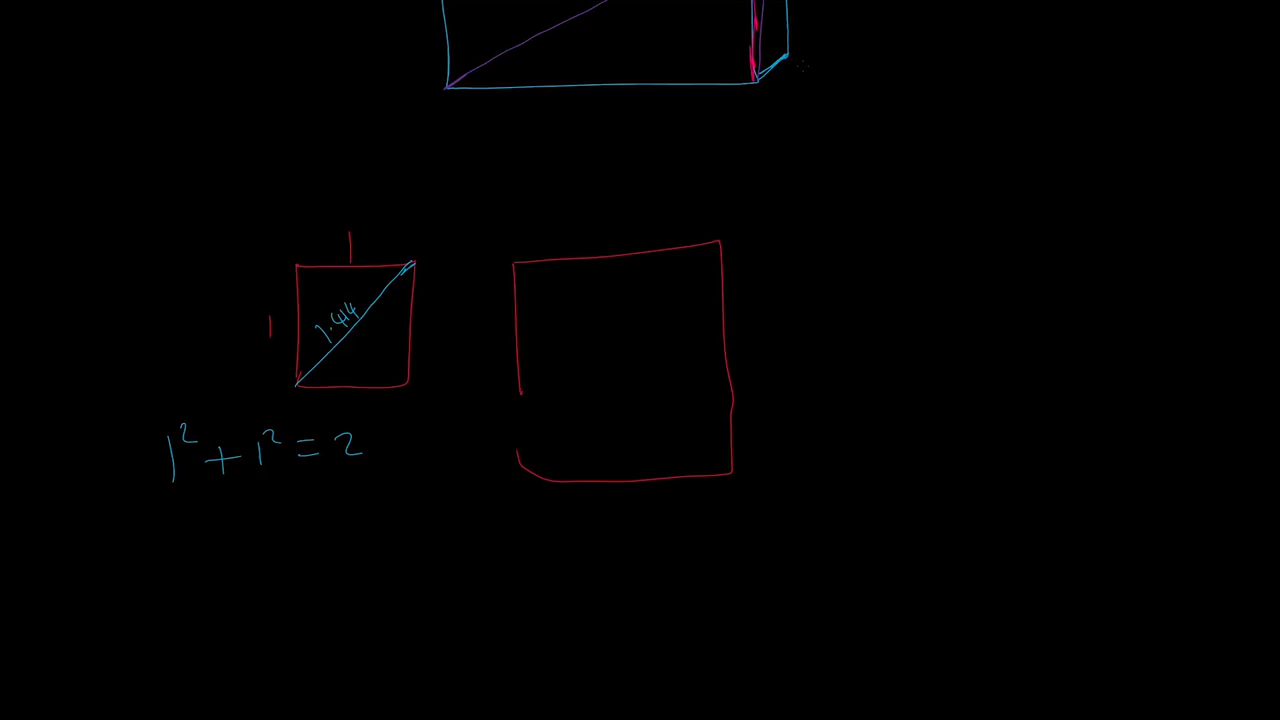 1
1
1.44
1² + 1² = 2